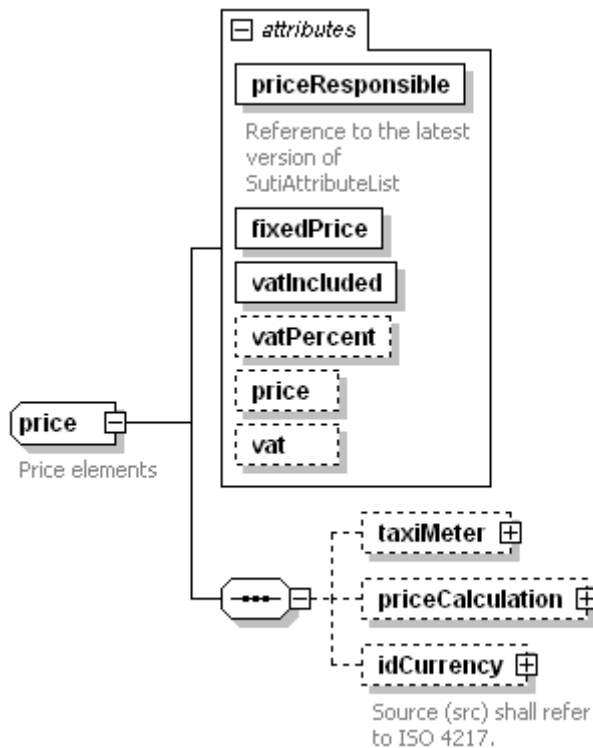 attributes
priceResponsible
Reference to the latest
version of
SutiAttributeList
fixedPrice
vatIncluded
vatPercent
price
vat
price
Price elements
taxiMeter
priceCalculation
idCurrency
Source (src) shall refer
to ISO 4217.